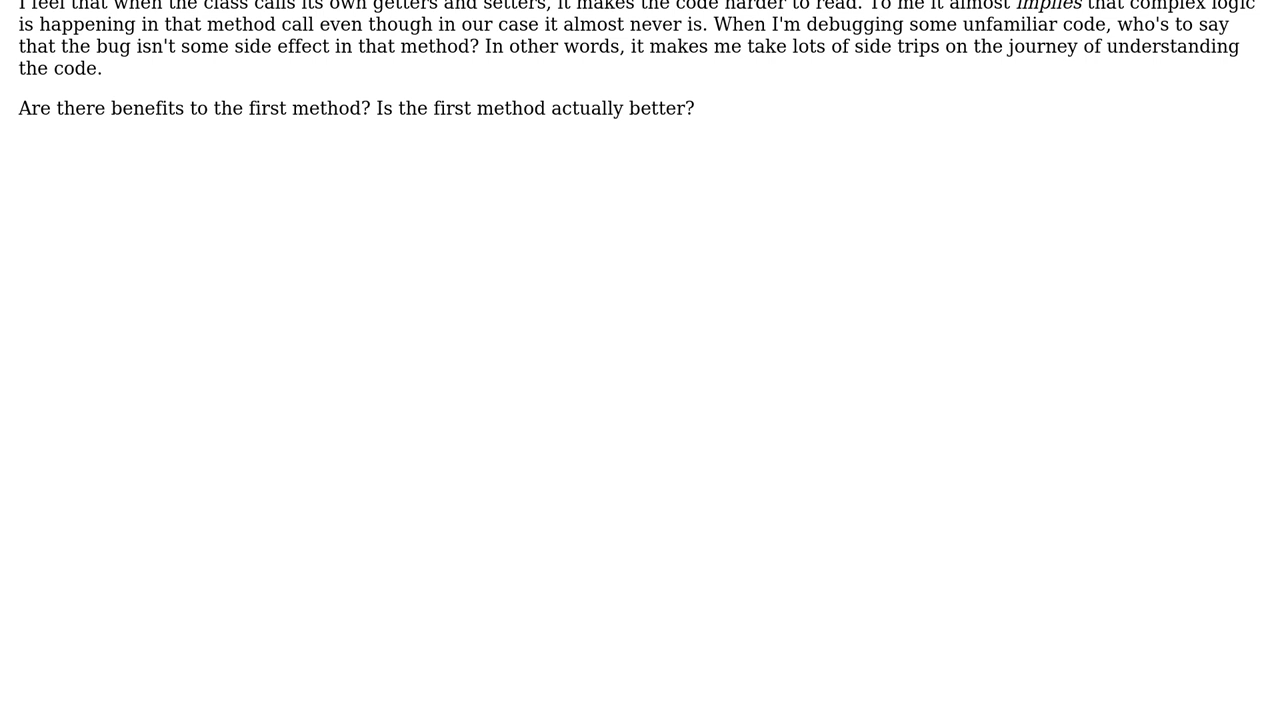 I feel that when the class calls its own getters and setters, it makes the code harder to read. To me it almost implies that complex logic
is happening in that method call even though in our case it almost never is. When I'm debugging some unfamiliar code, who's to say
that the bug isn't some side effect in that method? In other words, it makes me take lots of side trips on the journey of understanding
the code.
Are there benefits to the first method? Is the first method actually better?